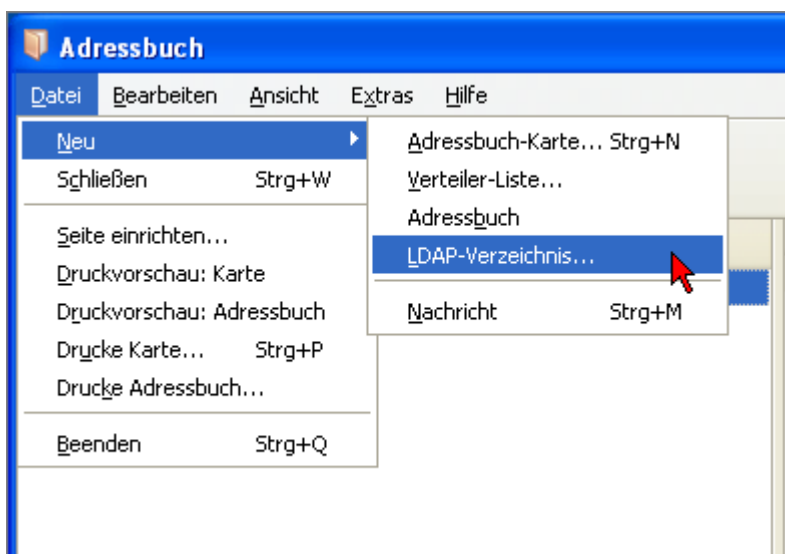 Adressbuch
Datei Bearbeiten Ansicht Extras Hilfe
Neu
Schließen Strg+W
Seite einrichten...
Druckvorschau: Karte
Druckvorschau: Adressbuch
Drucke Karte... Strg+P
Drucke Adressbuch...
Beenden Strg+Q
Adressbuch-Karte... Strg+N
Verteiler-Liste...
Adressbuch
LDAP-Verzeichnis...
Nachricht Strg+M